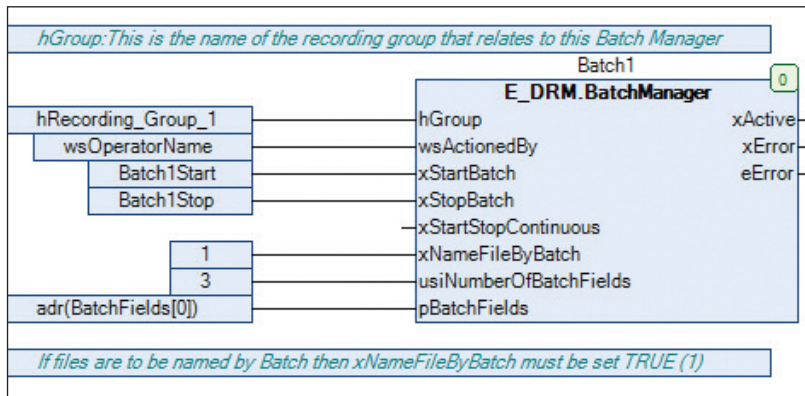 hGroup:This is the name of the recording group that relates to this Batch Manager
Batch1
0
E_DRM.BatchManager
hRecording_Group_1 hGroup xActive
wsOperatorName wsActionedBy xError
Batch1Start xStartBatch eError
Batch1Stop xStopBatch
xStartStopContinuous
1 xNameFileByBatch
3 usiNumberOfBatchFields
adr(BatchFields[0]) pBatchFields
If files are to be named by Batch then xNameFileByBatch must be set TRUE (1)